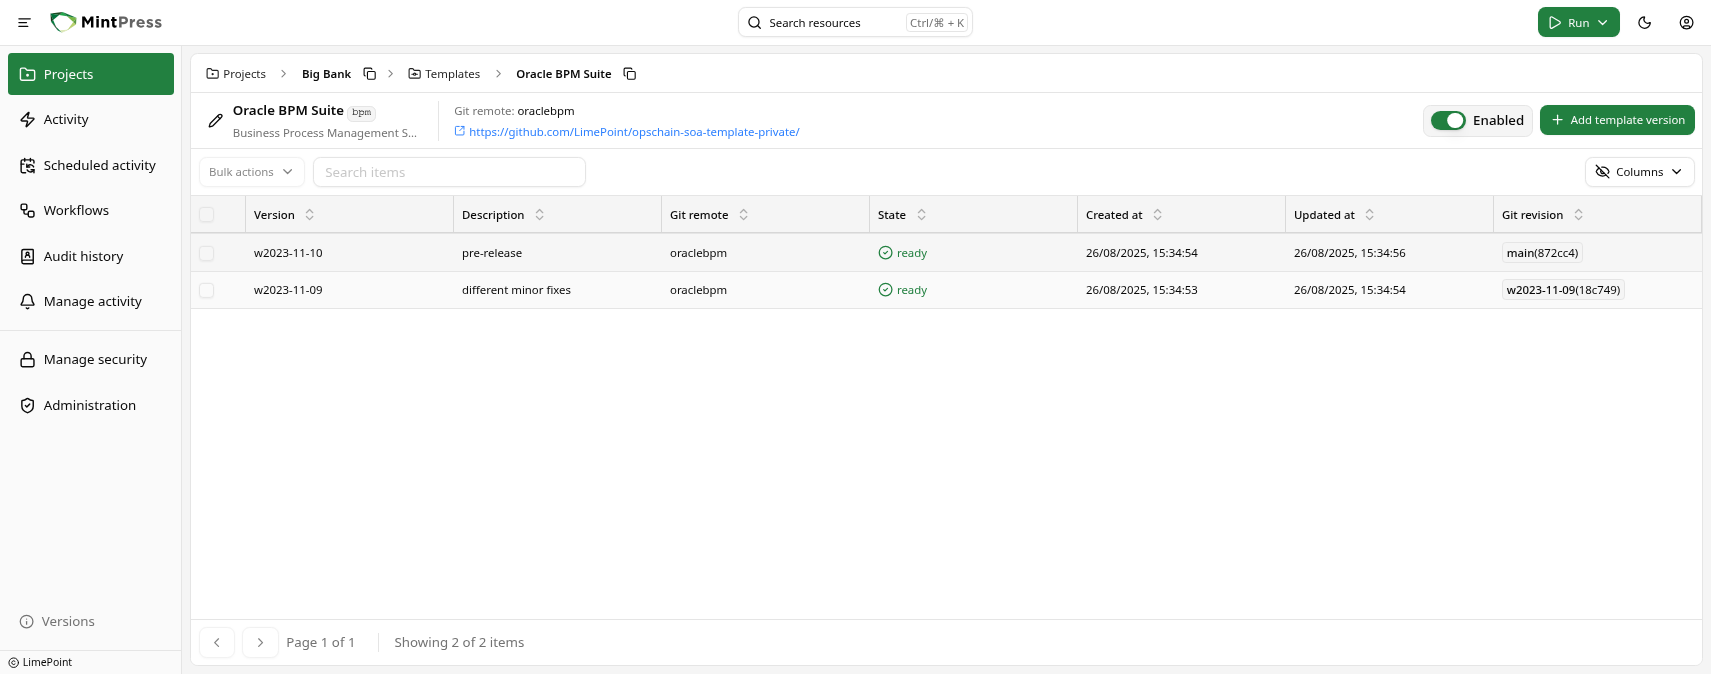 MintPress
Search resources Ctrl/⌘ + K
Run
Projects
Activity
Scheduled activity
Workflows
Audit history
Manage activity
Manage security
Administration
Versions
LimePoint
Projects Big Bank Templates Oracle BPM Suite
Oracle BPM Suite bpm
Business Process Management S...
Git remote: oraclebpm
https://github.com/LimePoint/opschain-soa-template-private/
Enabled
Add template version
Bulk actions
Search items
Columns
Version Description Git remote State Created at Updated at Git revision
w2023-11-10 pre-release oraclebpm ready 26/08/2025, 15:34:54 26/08/2025, 15:34:56 main(872cc4)
w2023-11-09 different minor fixes oraclebpm ready 26/08/2025, 15:34:53 26/08/2025, 15:34:54 w2023-11-09(18c749)
Page 1 of 1 Showing 2 of 2 items